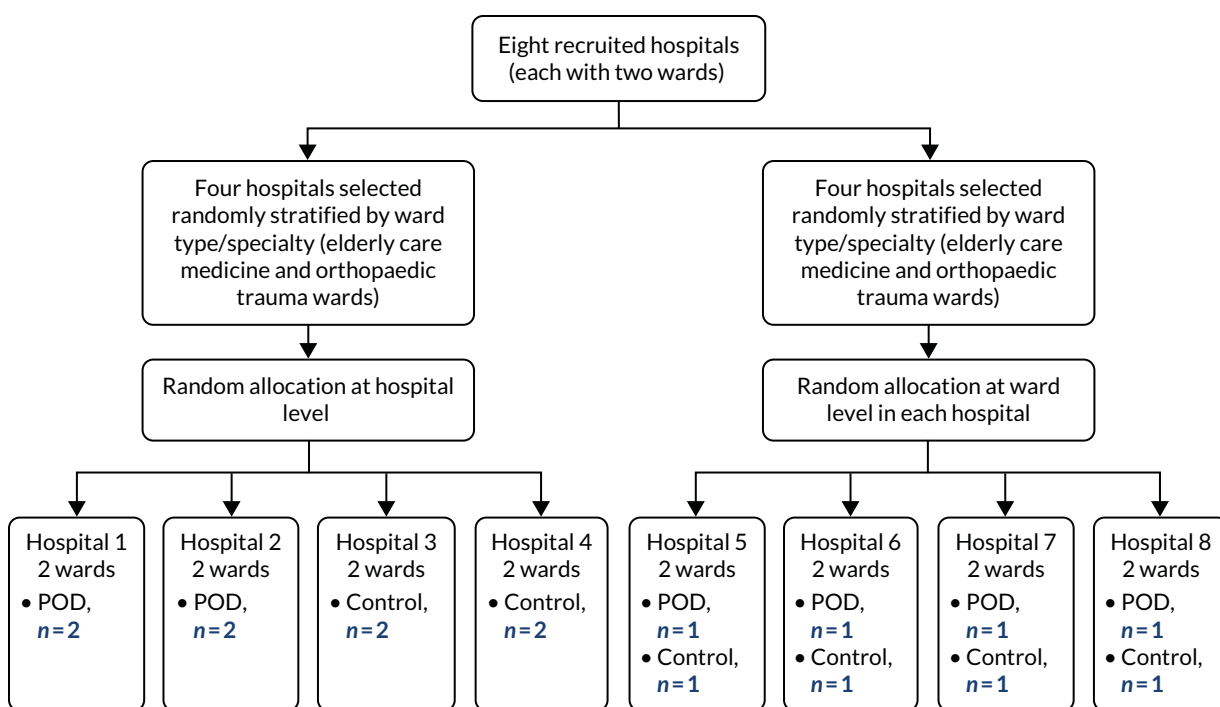 Eight recruited hospitals
(each with two wards)
Four hospitals selected
randomly stratified by ward
type/specialty (elderly care
medicine and orthopaedic
trauma wards)
Four hospitals selected
randomly stratified by ward
type/specialty (elderly care
medicine and orthopaedic
trauma wards)
Random allocation at hospital
level
Random allocation at ward
level in each hospital
Hospital 1
2 wards
• POD,
n=2
Hospital 2
2 wards
• POD,
n=2
Hospital 3
2 wards
• Control,
n=2
Hospital 4
2 wards
• Control,
n=2
Hospital 5
2 wards
• POD,
n=1
• Control,
n=1
Hospital 6
2 wards
• POD,
n=1
• Control,
n=1
Hospital 7
2 wards
• POD,
n=1
• Control,
n=1
Hospital 8
2 wards
• POD,
n=1
• Control,
n=1